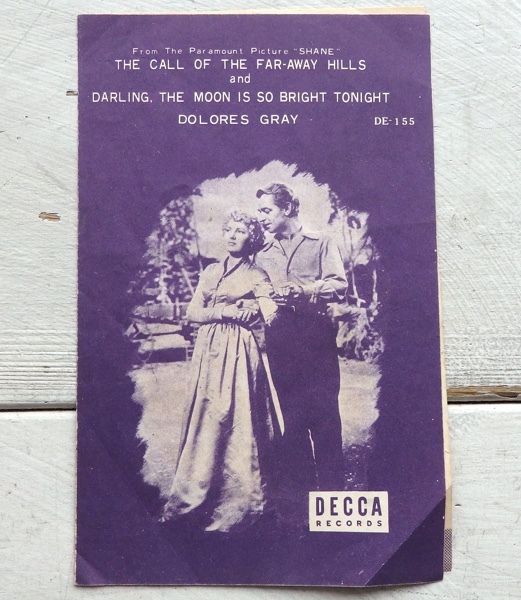 From The Paramount Picture "SHANE"
THE CALL OF THE FAR-AWAY HILLS
and
DARLING, THE MOON IS SO BRIGHT TONIGHT
DOLORES GRAY
DE-155
DECCA
RECORDS